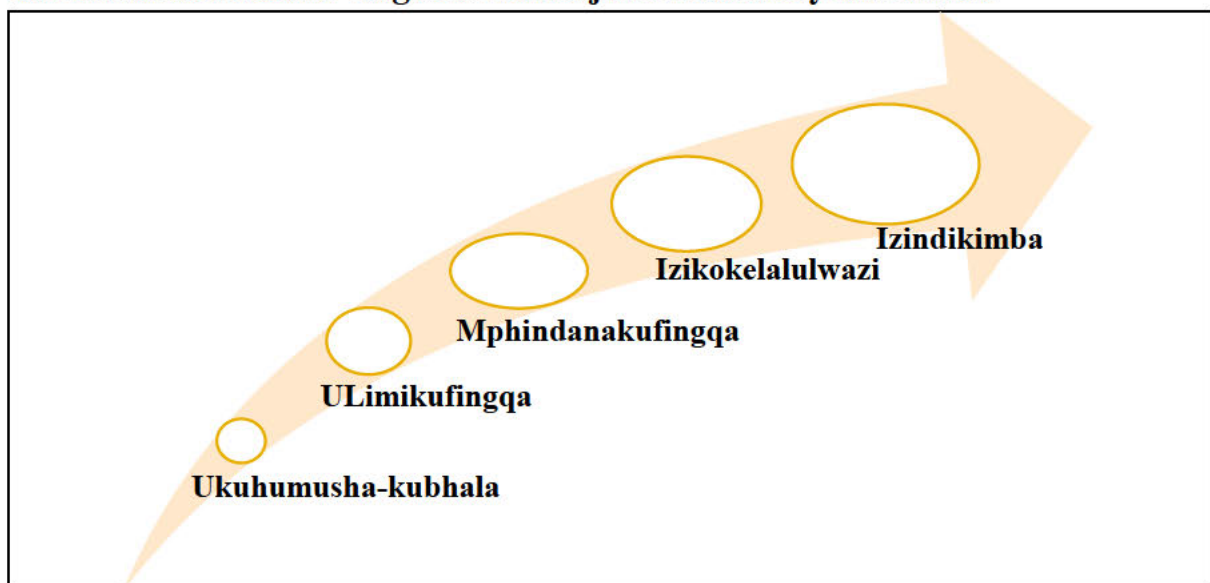 Izindikimba
Izikokelalulwazi
Mphindanakufingqa
ULimikufingqa
Ukuhumusha-kubhala